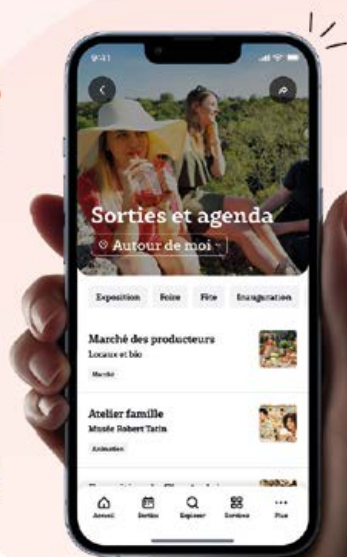 9:41
Sorties et agenda
Autour de moi
Exposition Foire Fête Inauguration
Marché des producteurs
Locaux et bio
Marché
Atelier famille
Musée Robert Tatin
Animation
Accueil Sorties Explorer Services Plus